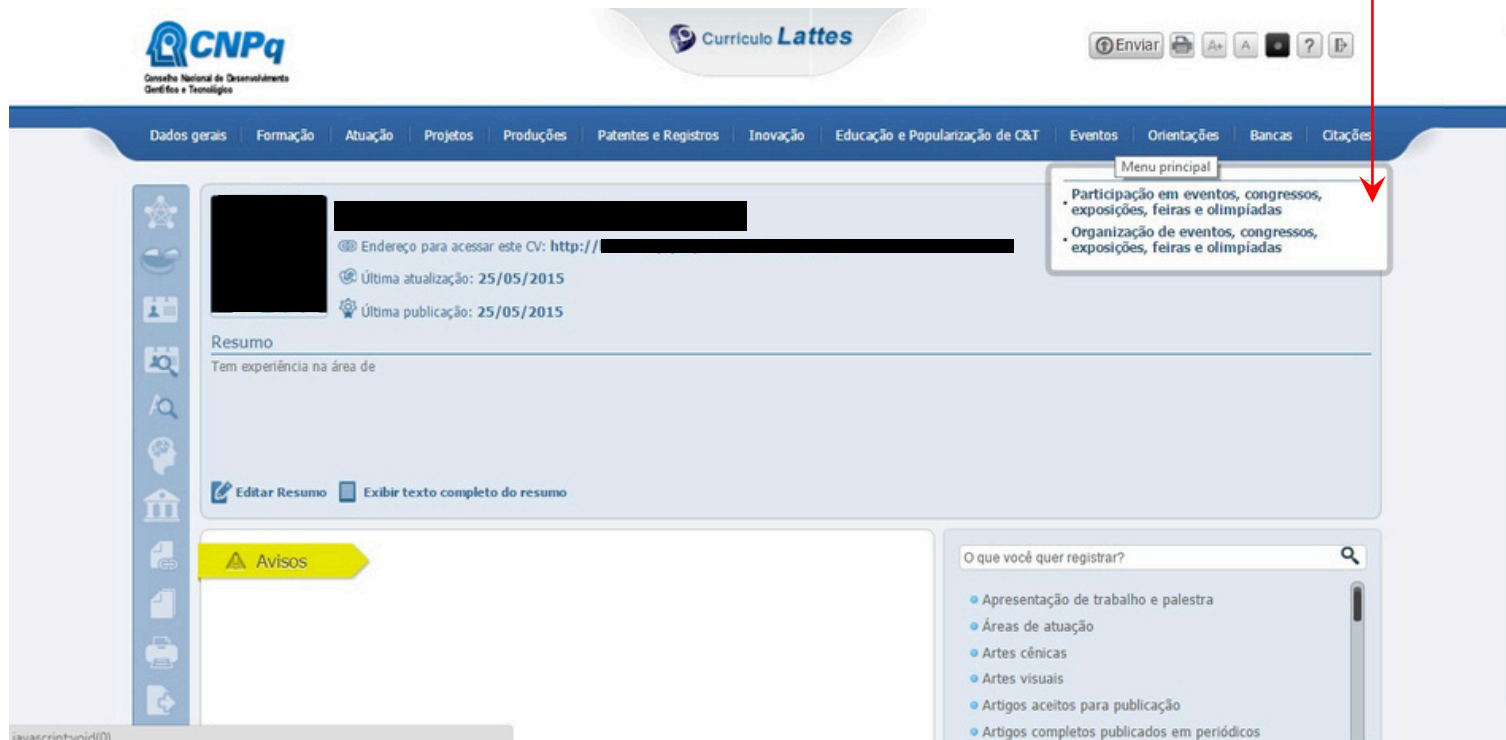 CNPq
Conselho Nacional de Desenvolvimento
Científico e Tecnológico
Currículo Lattes
Enviar
A+
A
?
Dados gerais
Formação
Atuação
Projetos
Produções
Patentes e Registros
Inovação
Educação e Popularização de C&T
Eventos
Orientações
Bancas
Citações
Menu principal
Participação em eventos, congressos,
exposições, feiras e olimpíadas
Organização de eventos, congressos,
exposições, feiras e olimpíadas
Endereço para acessar este CV: http://
Última atualização: 25/05/2015
Última publicação: 25/05/2015
Resumo
Tem experiência na área de
Editar Resumo
Exibir texto completo do resumo
Avisos
O que você quer registrar?
Apresentação de trabalho e palestra
Áreas de atuação
Artes cênicas
Artes visuais
Artigos aceitos para publicação
Artigos completos publicados em periódicos
javascript:void(0)